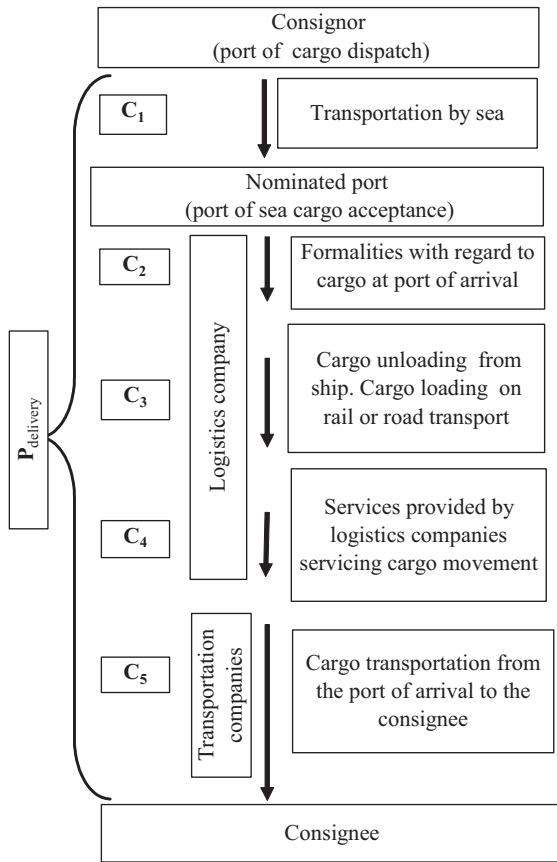 Consignor
(port of cargo dispatch)
C1
Transportation by sea
Nominated port
(port of sea cargo acceptance)
C2
Formalities with regard to
cargo at port of arrival
Logistics company
C3
Cargo unloading from
ship. Cargo loading on
rail or road transport
Pdelivery
C4
Services provided by
logistics companies
servicing cargo movement
C5
Transportation
companies
Cargo transportation from
the port of arrival to the
consignee
Consignee